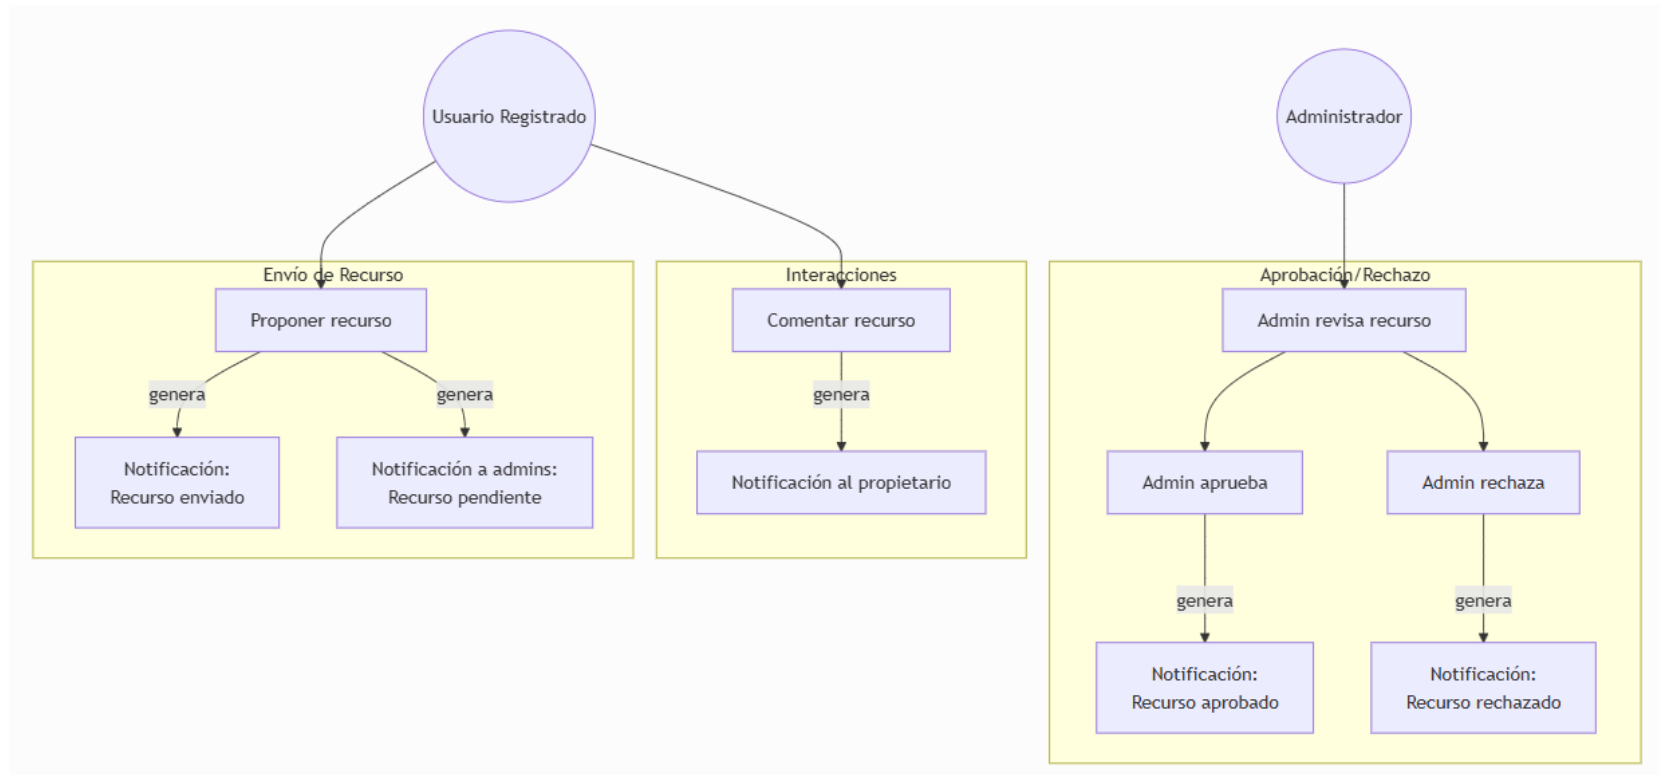 Usuario Registrado
Administrador
Envío de Recurso
Interacciones
Aprobación/Rechazo
Proponer recurso
Comentar recurso
Admin revisa recurso
genera
genera
genera
Notificación:
Recurso enviado
Notificación a admins:
Recurso pendiente
Notificación al propietario
Admin aprueba
Admin rechaza
genera
genera
Notificación:
Recurso aprobado
Notificación:
Recurso rechazado